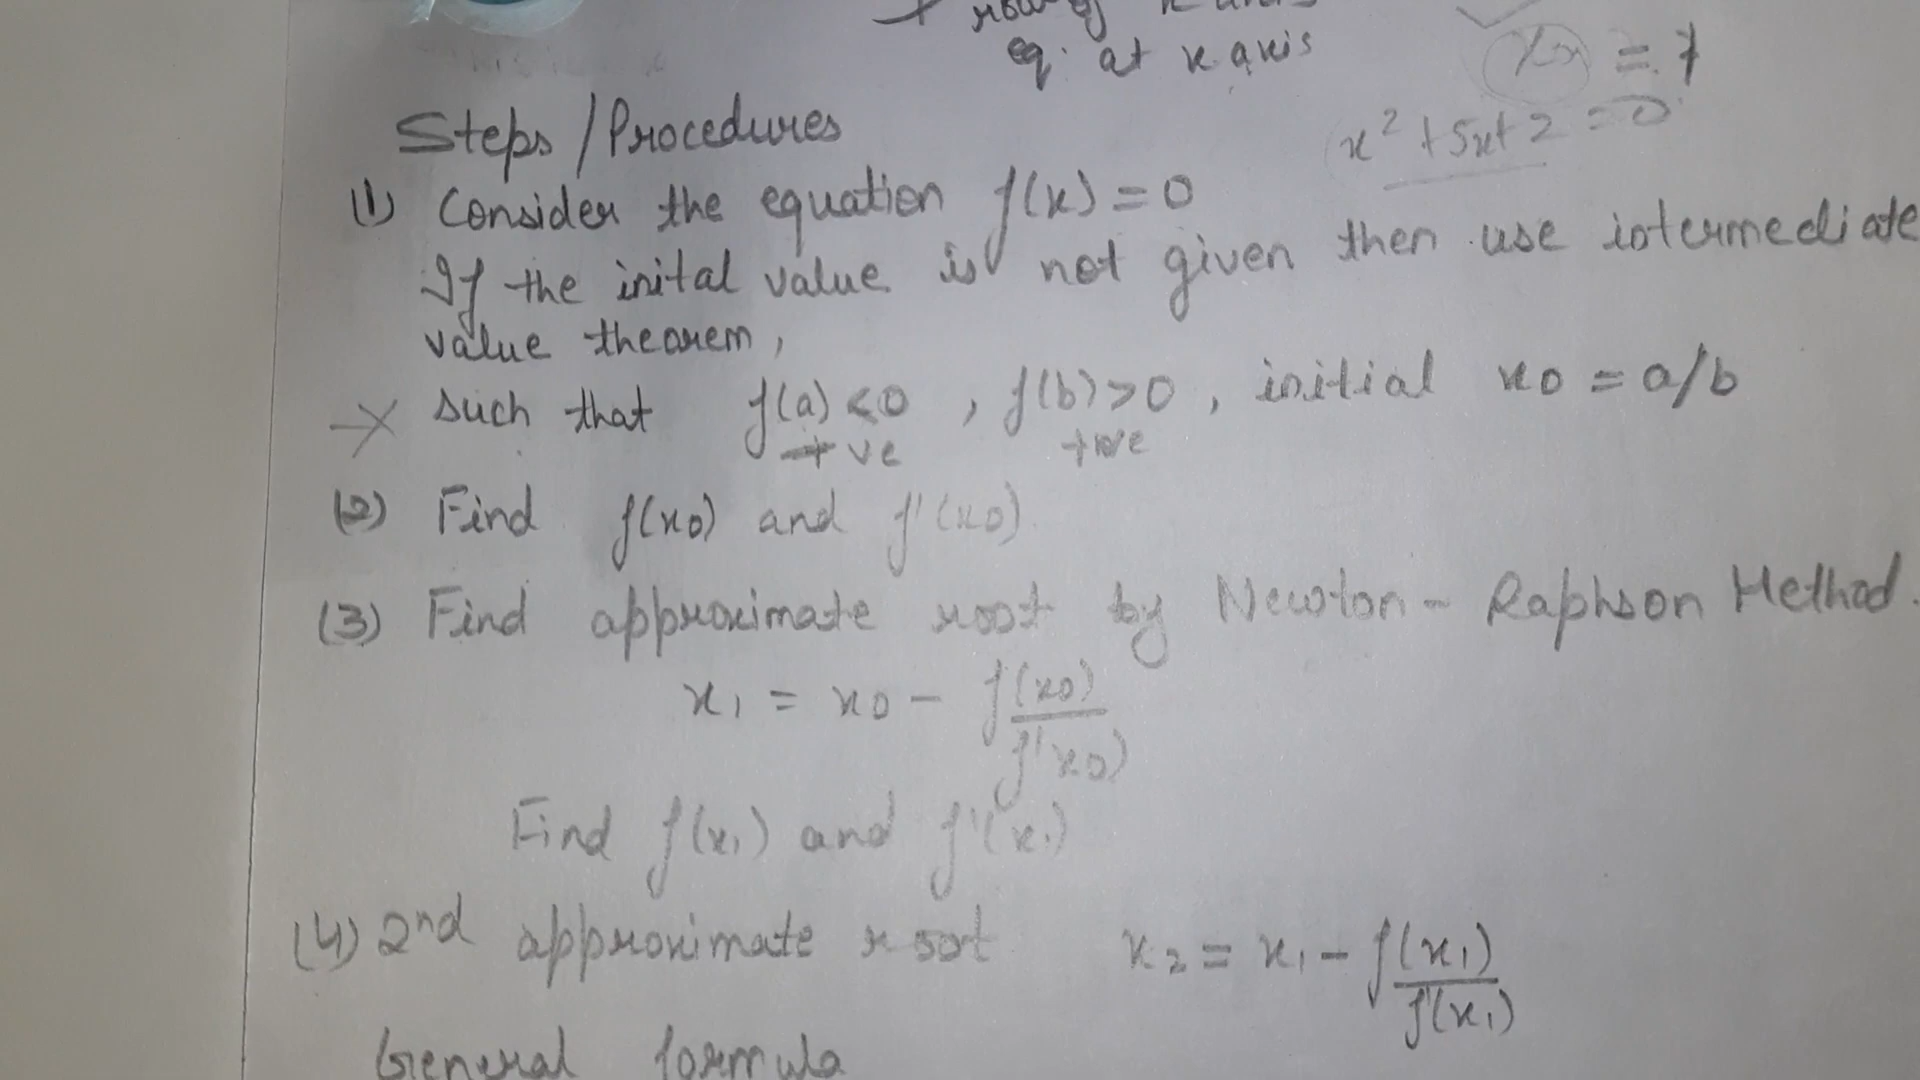 eq. at x axis
= 7
x² + 5x + 2 = 0
Steps / Procedures
(1) Consider the equation f(x) = 0
If the inital value is not given then use intermediate
value theorem,
such that f(a) < 0 , f(b) > 0 , initial x0 = a/b
ve +ve
(2) Find f(x0) and f'(x0)
(3) Find approximate root by Newton - Raphson Method.
x1 = x0 - f(x0)
f'x0)
Find f(x1) and f'(x1)
(4) 2nd approximate root x2 = x1 - f(x1)
f'(x1)
General formula